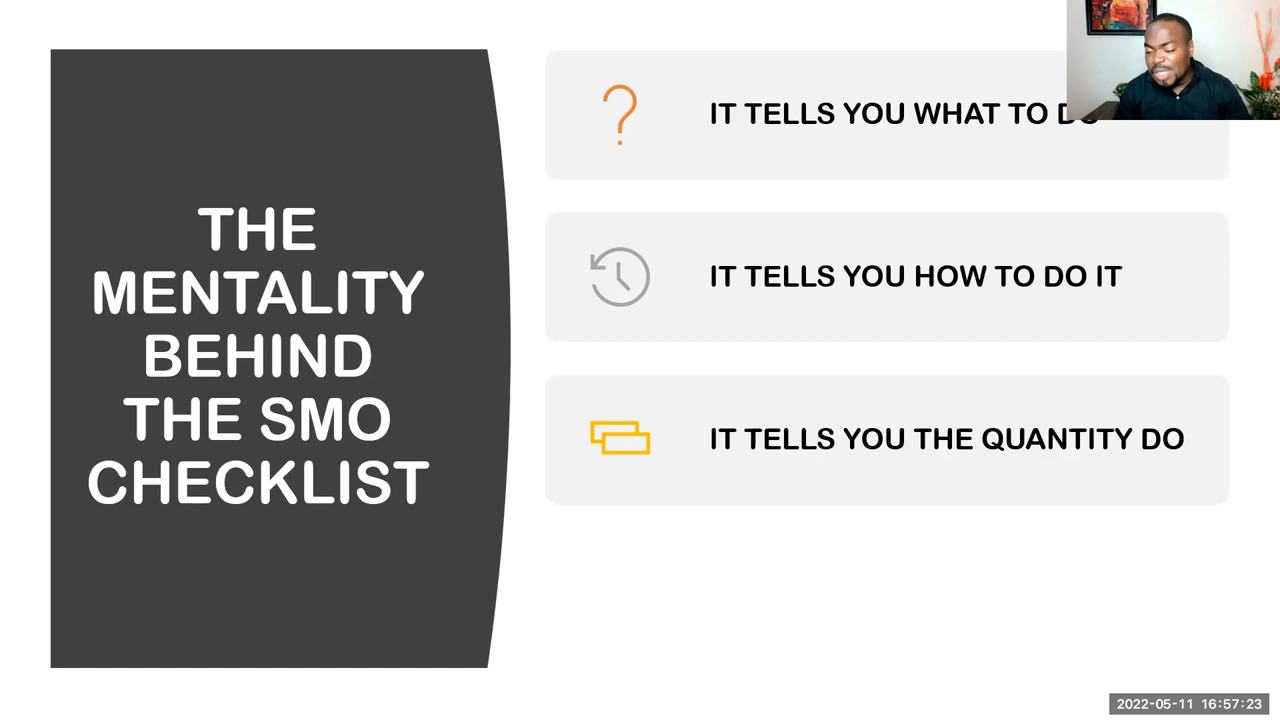 THE
MENTALITY
BEHIND
THE SMO
CHECKLIST
IT TELLS YOU WHAT TO DO
IT TELLS YOU HOW TO DO IT
IT TELLS YOU THE QUANTITY DO
2022-05-11 16:57:23